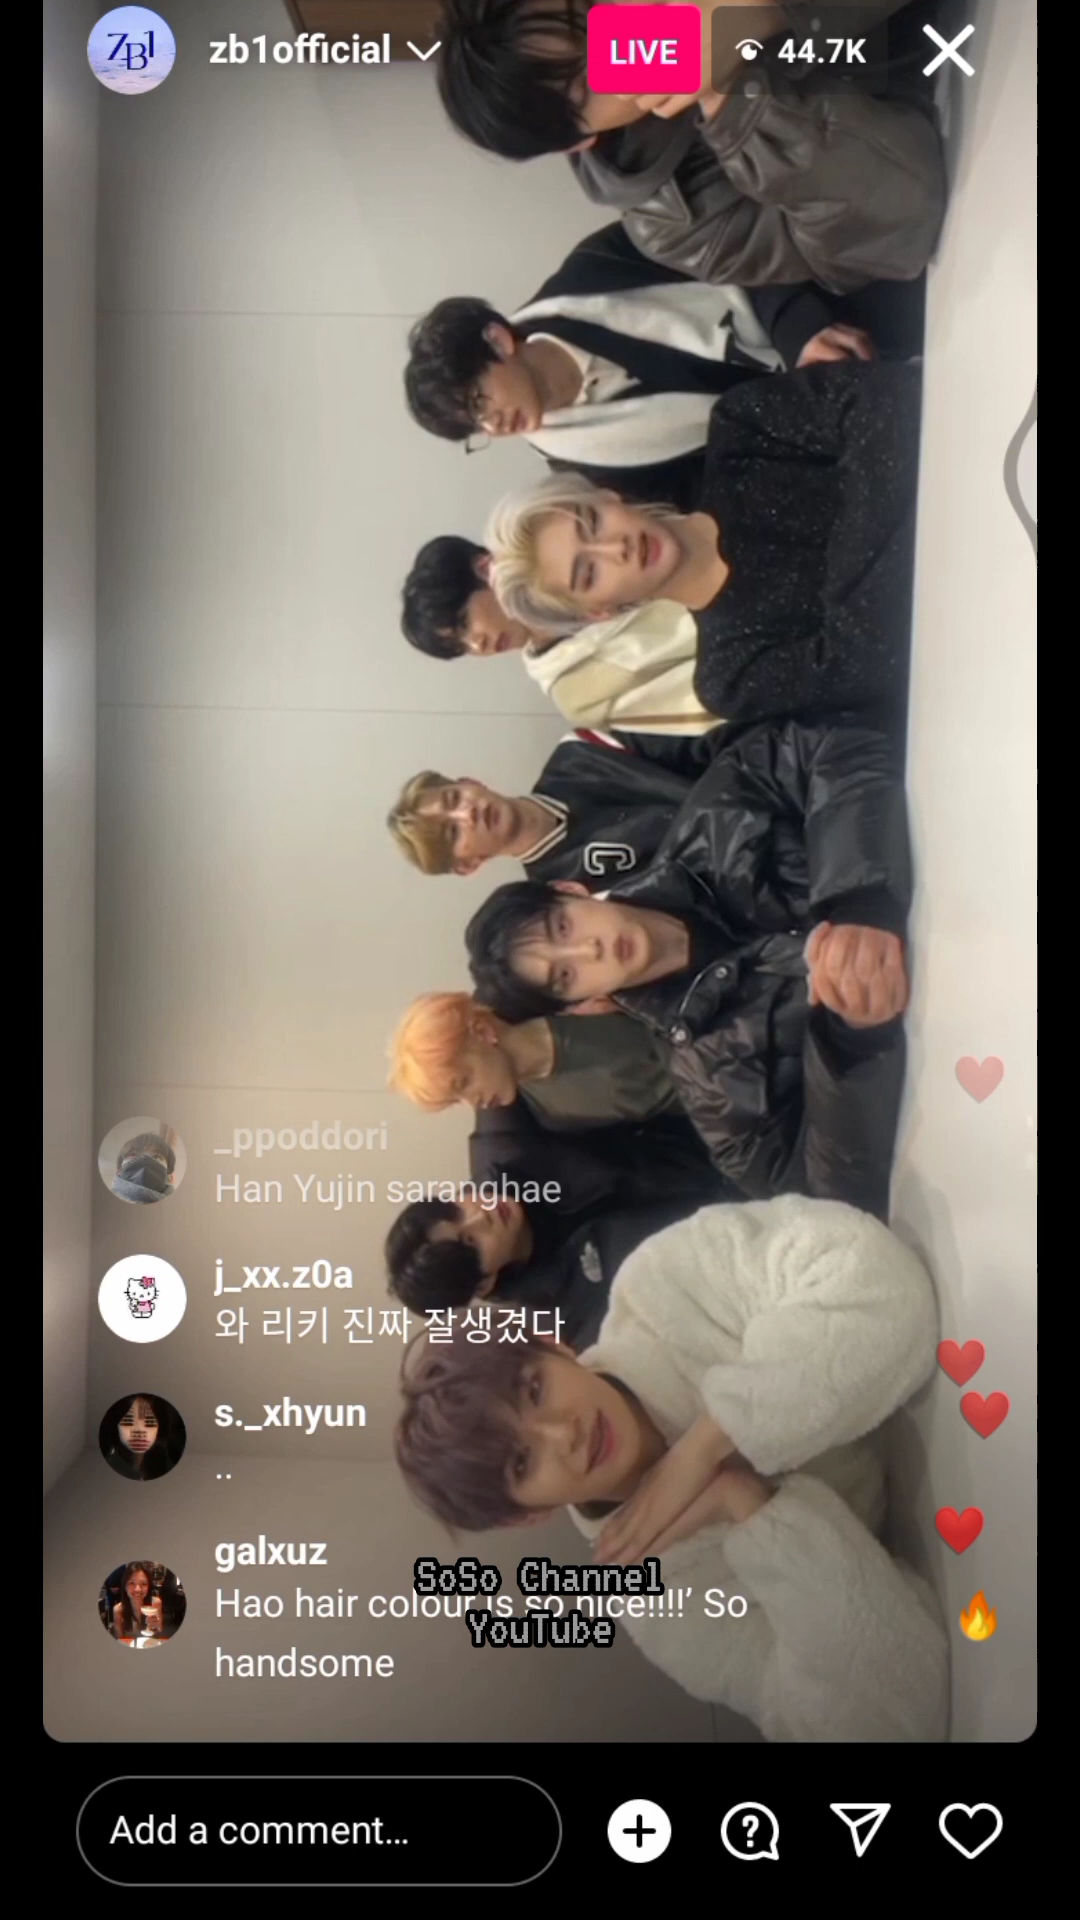 ZB1
zb1official
LIVE
44.7K
C
_ppoddori
Han Yujin saranghae
j_xx.z0a
와 리키 진짜 잘생겼다
s._xhyun
..
galxuz
Hao hair colour is so nice!!!!’ So
handsome
SoSo Channel
YouTube
Add a comment...